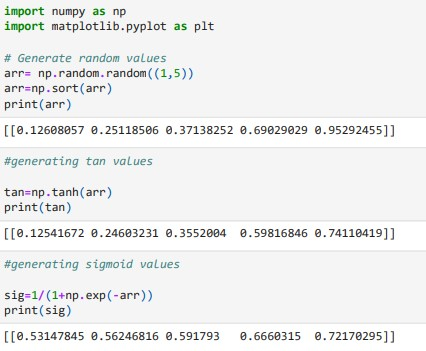 import numpy as np
import matplotlib.pyplot as plt
# Generate random values
arr= np.random.random((1,5))
arr=np.sort(arr)
print(arr)
[[0.12608057 0.25118506 0.37138252 0.69029029 0.95292455]]
#generating tan values
tan=np.tanh(arr)
print(tan)
[[0.12541672 0.24603231 0.3552004  0.59816846 0.74110419]]
#generating sigmoid values
sig=1/(1+np.exp(-arr))
print(sig)
[[0.53147845 0.56246816 0.591793   0.6660315  0.72170295]]